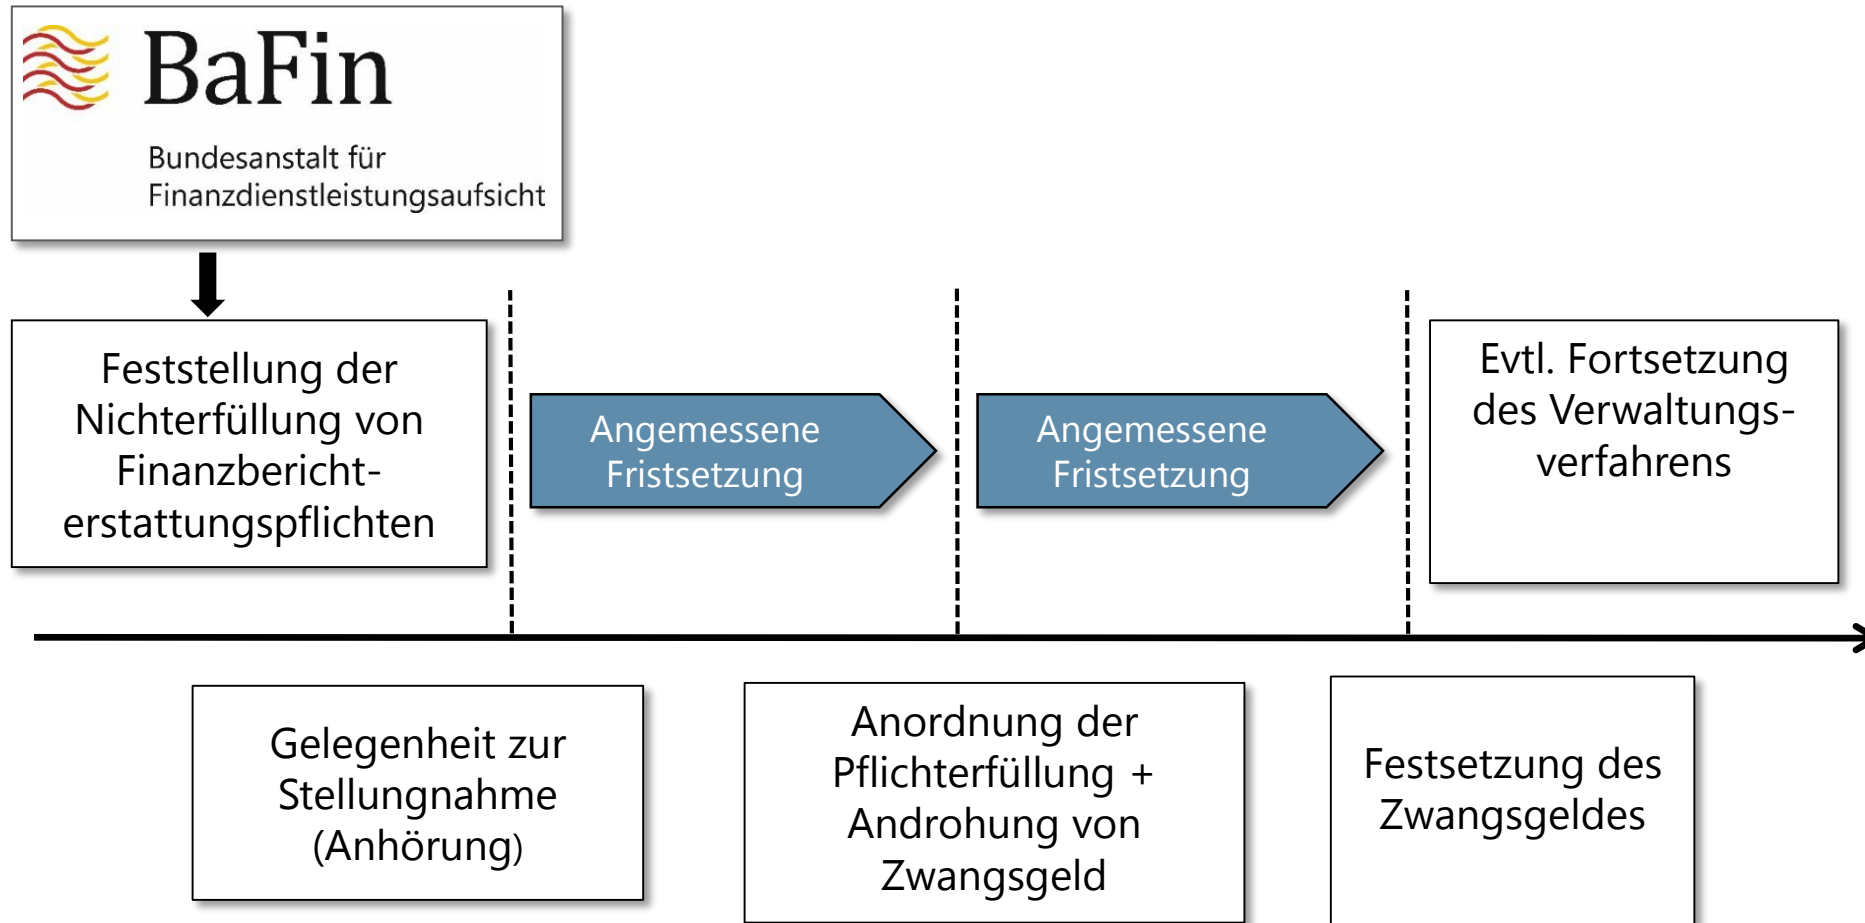 BaFin
Bundesanstalt für
Finanzdienstleistungsaufsicht
Feststellung der
Nichterfüllung von
Finanzbericht-
erstattungspflichten
Angemessene
Fristsetzung
Angemessene
Fristsetzung
Evtl. Fortsetzung
des Verwaltungs-
verfahrens
Gelegenheit zur
Stellungnahme
(Anhörung)
Anordnung der
Pflichterfüllung +
Androhung von
Zwangsgeld
Festsetzung des
Zwangsgeldes